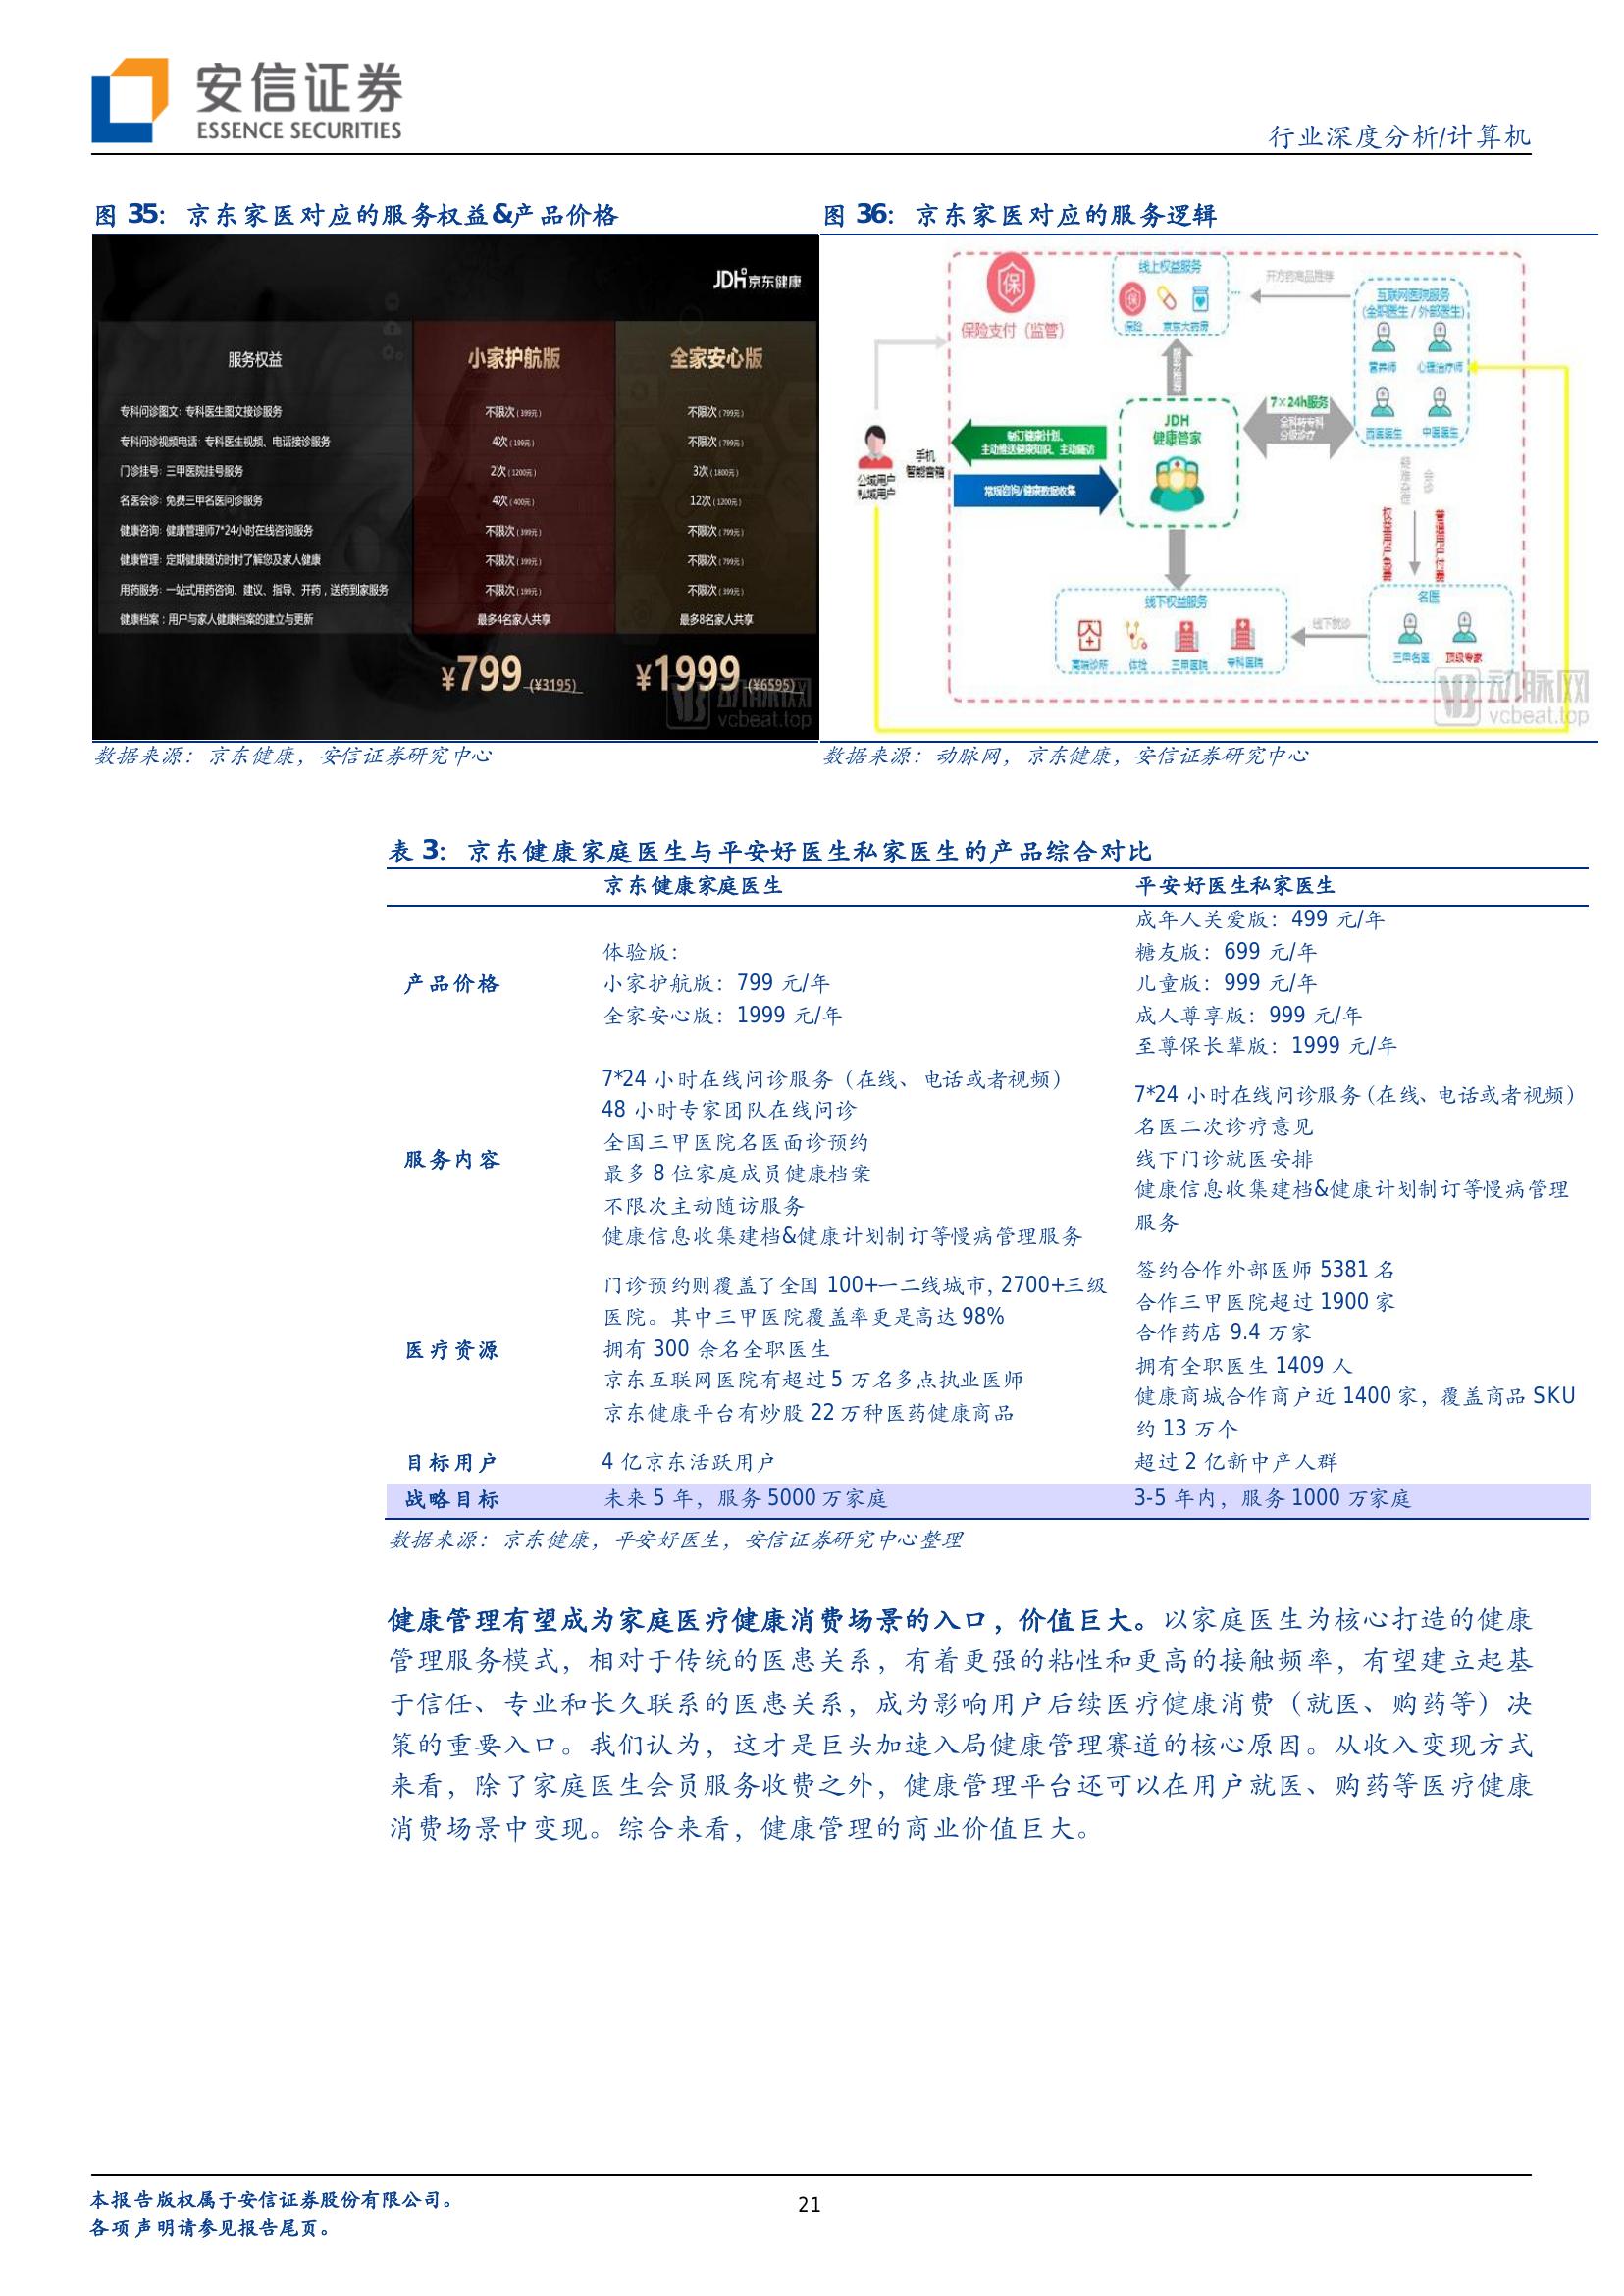 安信证券
ESSENCE SECURITIES
行业深度分析/计算机
图 35：京东家医对应的服务权益&产品价格
JDH京东健康
服务权益 小家护航版 全家安心版
专科问诊图文：专科医生图文接诊服务 不限次 不限次(799元)
专科问诊视频电话：专科医生视频、电话接诊服务 4次 不限次(799元)
门诊挂号：三甲医院挂号服务 2次(1200元) 3次(1800元)
名医会诊：免费三甲名医问诊服务 4次(400元) 12次(1200元)
健康咨询：健康管理师7*24小时在线咨询服务 不限次 不限次(799元)
健康管理：定期健康随访时时了解您及家人健康 不限次 不限次(799元)
用药服务：一站式用药咨询、建议、指导、开药，送药到家服务 不限次 不限次
健康档案：用户与家人健康档案的建立与更新 最多4名家人共享 最多8名家人共享
¥799 (¥3195) ¥1999 (¥6595)
动脉网
vcbeat.top
数据来源：京东健康，安信证券研究中心
图 36：京东家医对应的服务逻辑
保
保险支付（监管）
线上权益服务
保险 京东大药房
开方药商品推荐
互联网医院服务
(全职医生 / 外部医生)
营养师 心理治疗师
西医医生 中医医生
服务推荐
JDH
健康管家
7×24h服务
全科转专科
分级诊疗
制订健康计划、
主动推送健康知识、主动随访
常规咨询/健康数据收集
手机
智能音箱
公域用户
私域用户
疑难杂症
会诊
线下权益服务
高端诊所 体检 三甲医院 专科医院
线下就诊
名医
三甲名医 顶级专家
动脉网
vcbeat.top
数据来源：动脉网，京东健康，安信证券研究中心
表 3：京东健康家庭医生与平安好医生私家医生的产品综合对比
京东健康家庭医生 平安好医生私家医生
产品价格
体验版：
小家护航版：799 元/年
全家安心版：1999 元/年
成年人关爱版：499 元/年
糖友版：699 元/年
儿童版：999 元/年
成人尊享版：999 元/年
至尊保长辈版：1999 元/年
服务内容
7*24 小时在线问诊服务（在线、电话或者视频）
48 小时专家团队在线问诊
全国三甲医院名医面诊预约
最多 8 位家庭成员健康档案
不限次主动随访服务
健康信息收集建档&健康计划制订等慢病管理服务
7*24 小时在线问诊服务（在线、电话或者视频）
名医二次诊疗意见
线下门诊就医安排
健康信息收集建档&健康计划制订等慢病管理
服务
医疗资源
门诊预约则覆盖了全国 100+一二线城市，2700+三级
医院。其中三甲医院覆盖率更是高达 98%
拥有 300 余名全职医生
京东互联网医院有超过 5 万名多点执业医师
京东健康平台有炒股 22 万种医药健康商品
签约合作外部医师 5381 名
合作三甲医院超过 1900 家
合作药店 9.4 万家
拥有全职医生 1409 人
健康商城合作商户近 1400 家，覆盖商品 SKU
约 13 万个
目标用户 4 亿京东活跃用户 超过 2 亿新中产人群
战略目标 未来 5 年，服务 5000 万家庭 3-5 年内，服务 1000 万家庭
数据来源：京东健康，平安好医生，安信证券研究中心整理
健康管理有望成为家庭医疗健康消费场景的入口，价值巨大。以家庭医生为核心打造的健康
管理服务模式，相对于传统的医患关系，有着更强的粘性和更高的接触频率，有望建立起基
于信任、专业和长久联系的医患关系，成为影响用户后续医疗健康消费（就医、购药等）决
策的重要入口。我们认为，这才是巨头加速入局健康管理赛道的核心原因。从收入变现方式
来看，除了家庭医生会员服务收费之外，健康管理平台还可以在用户就医、购药等医疗健康
消费场景中变现。综合来看，健康管理的商业价值巨大。
本报告版权属于安信证券股份有限公司。
各项声明请参见报告尾页。
21